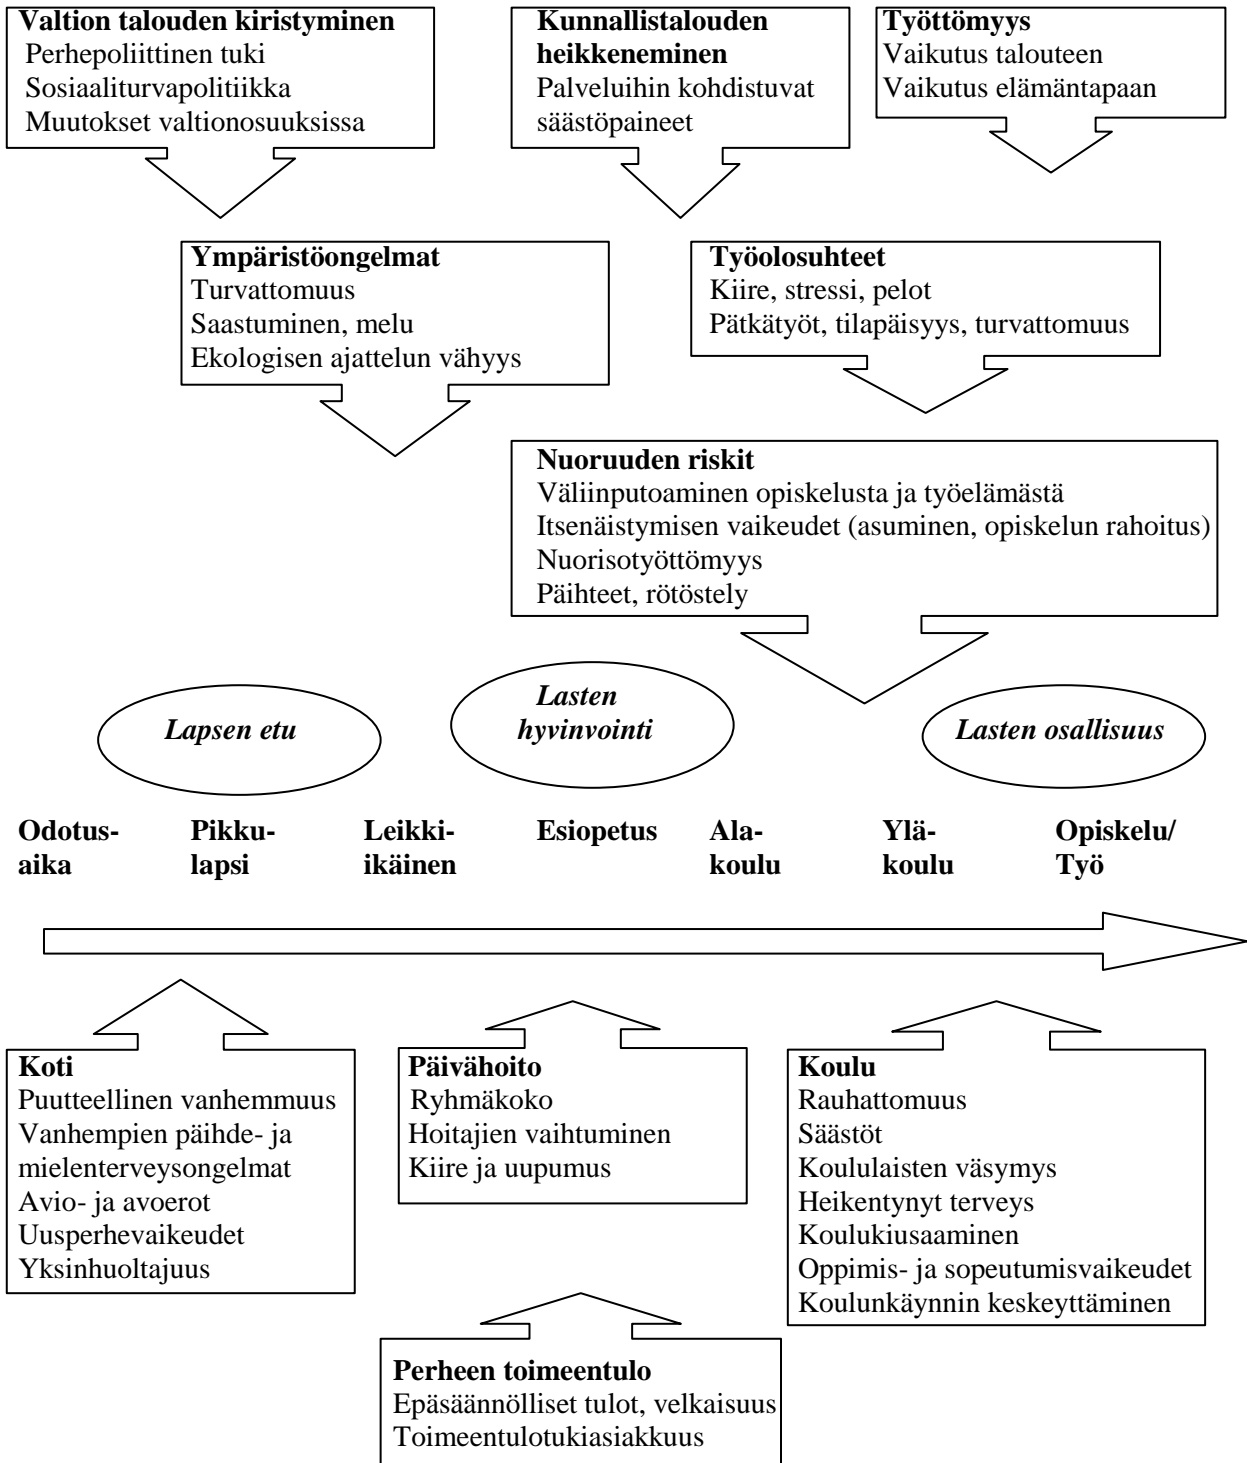 Valtion talouden kiristyminen
Perhepoliittinen tuki
Sosiaaliturvapolitiikka
Muutokset valtionosuuksissa
Kunnallistalouden
heikkeneminen
Palveluihin kohdistuvat
säästöpaineet
Työttömyys
Vaikutus talouteen
Vaikutus elämäntapaan
Ympäristöongelmat
Turvattomuus
Saastuminen, melu
Ekologisen ajattelun vähyys
Työolosuhteet
Kiire, stressi, pelot
Pätkätyöt, tilapäisyys, turvattomuus
Nuoruuden riskit
Väliinputoaminen opiskelusta ja työelämästä
Itsenäistymisen vaikeudet (asuminen, opiskelun rahoitus)
Nuorisotyöttömyys
Päihteet, rötöstely
Lapsen etu
Lasten
hyvinvointi
Lasten osallisuus
Odotus-
aika
Pikku-
lapsi
Leikki-
ikäinen
Esiopetus
Ala-
koulu
Ylä-
koulu
Opiskelu/
Työ
Koti
Puutteellinen vanhemmuus
Vanhempien päihde- ja
mielenterveysongelmat
Avio- ja avoerot
Uusperhevaikeudet
Yksinhuoltajuus
Päivähoito
Ryhmäkoko
Hoitajien vaihtuminen
Kiire ja uupumus
Koulu
Rauhattomuus
Säästöt
Koululaisten väsymys
Heikentynyt terveys
Koulukiusaaminen
Oppimis- ja sopeutumisvaikeudet
Koulunkäynnin keskeyttäminen
Perheen toimeentulo
Epäsäännölliset tulot, velkaisuus
Toimeentulotukiasiakkuus